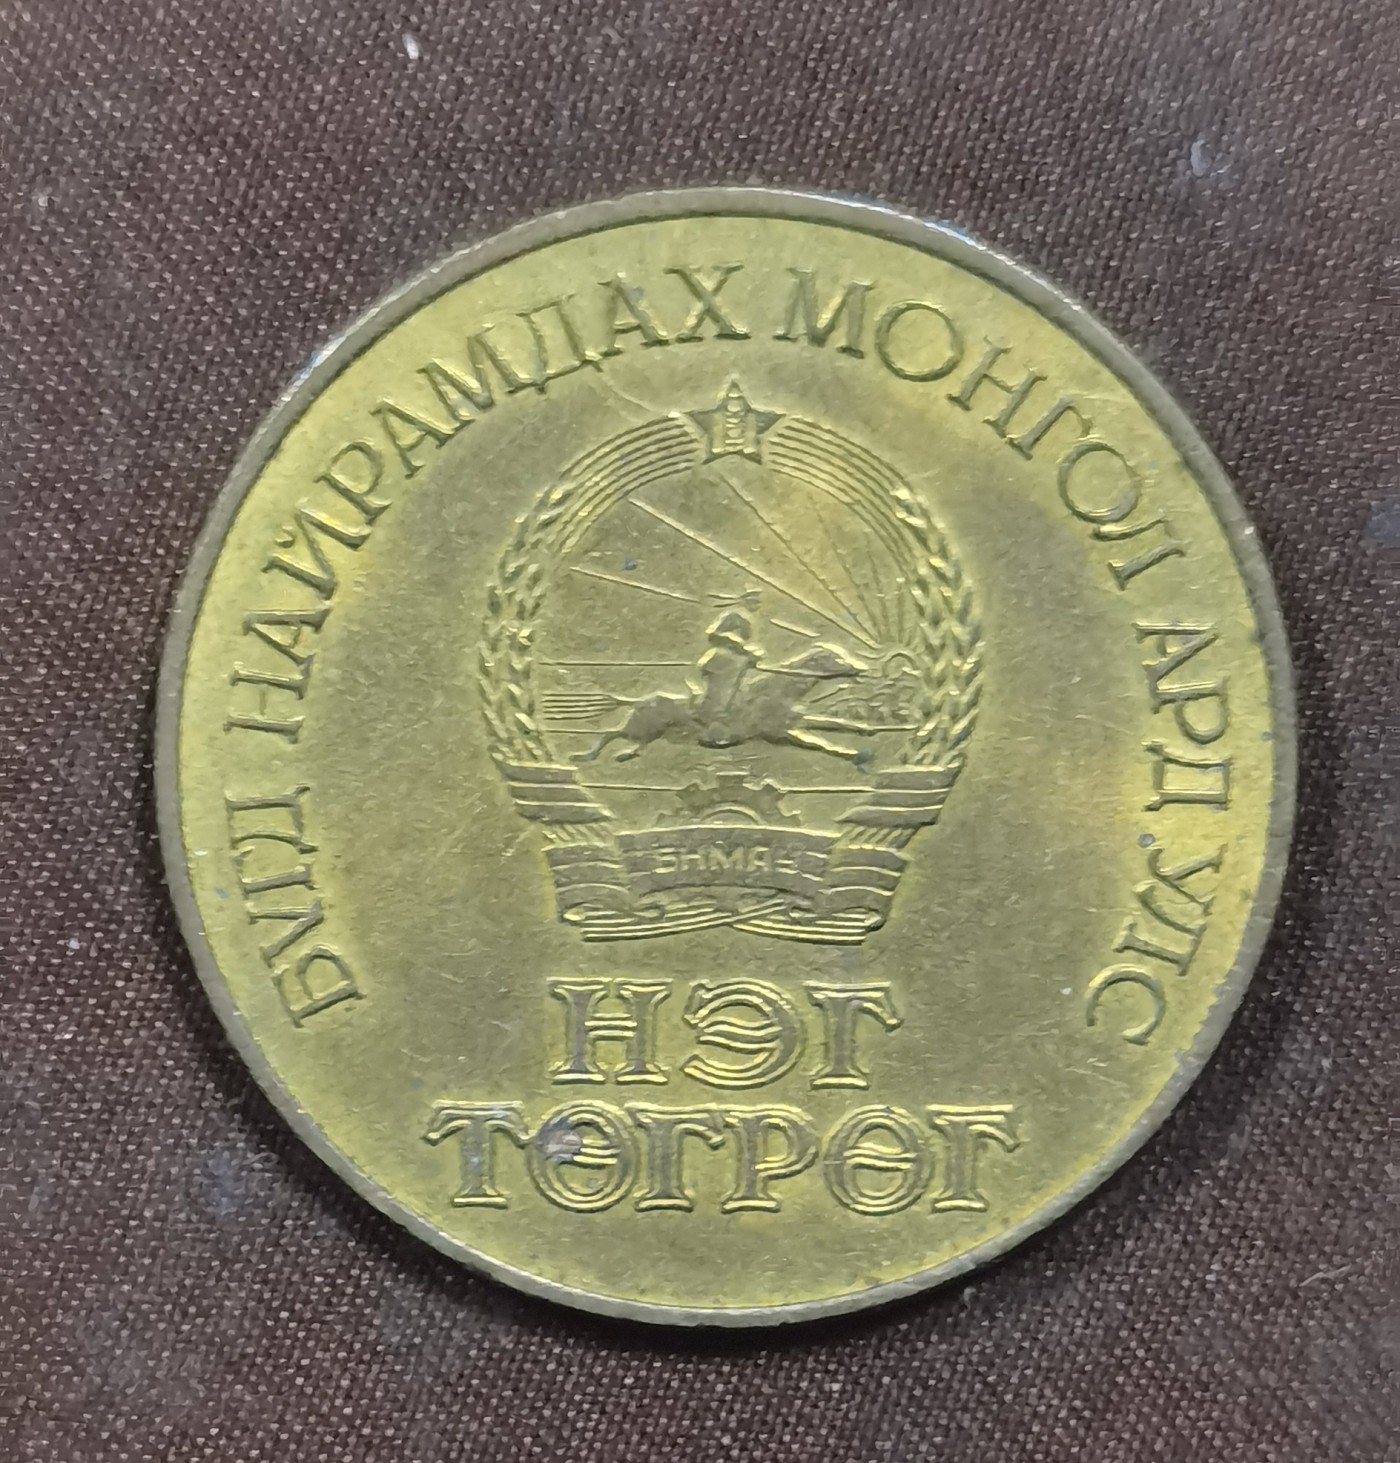 БҮГД НАЙРАМДАХ МОНГОЛ АРД УЛС
БНМАУ
НЭГ
ТӨГРӨГ